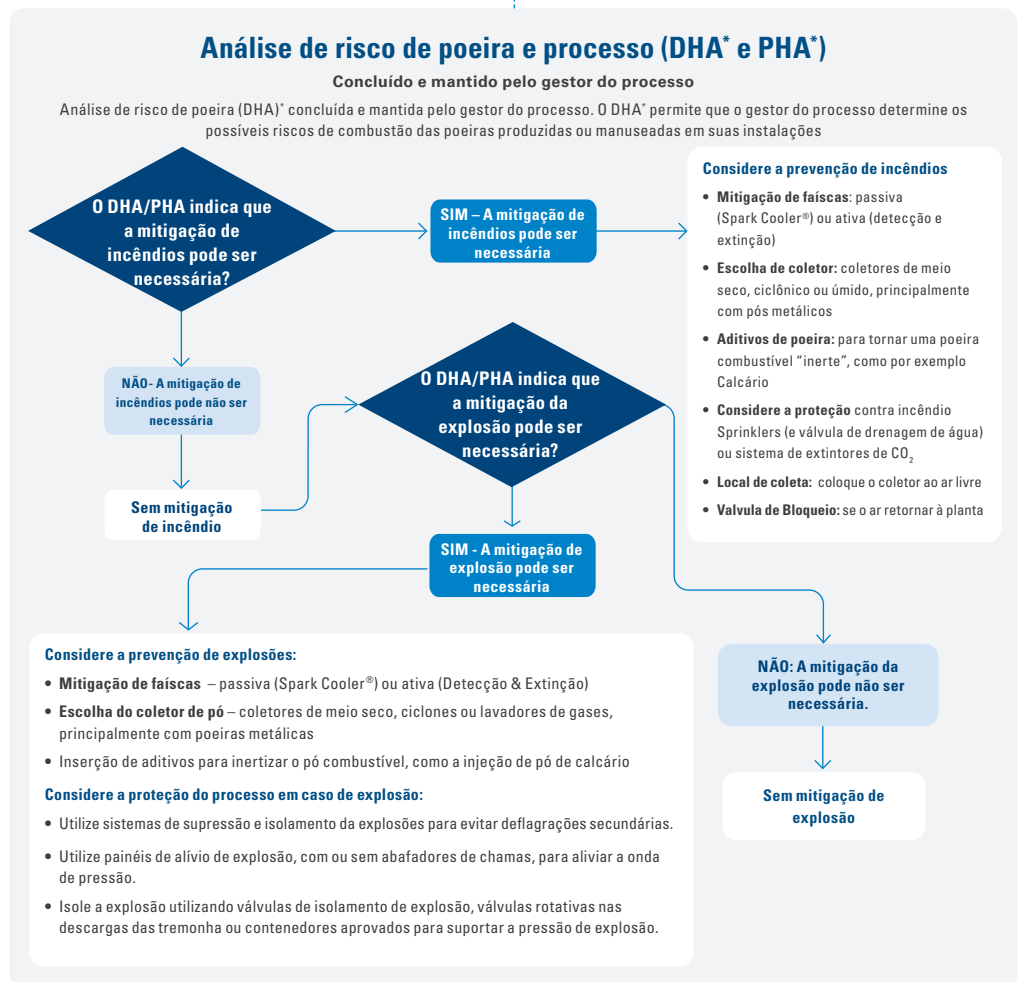 Análise de risco de poeira e processo (DHA* e PHA*)
Concluído e mantido pelo gestor do processo
Análise de risco de poeira (DHA)* concluída e mantida pelo gestor do processo. O DHA* permite que o gestor do processo determine os
possíveis riscos de combustão das poeiras produzidas ou manuseadas em suas instalações
O DHA/PHA indica que
a mitigação de
incêndios pode ser
necessária?
SIM – A mitigação de
incêndios pode ser
necessária
Considere a prevenção de incêndios
• Mitigação de faíscas: passiva
(Spark Cooler®) ou ativa (detecção e
extinção)
• Escolha de coletor: coletores de meio
seco, ciclônico ou úmido, principalmente
com pós metálicos
• Aditivos de poeira: para tornar uma poeira
combustível “inerte”, como por exemplo
Calcário
• Considere a proteção contra incêndio
Sprinklers (e válvula de drenagem de água)
ou sistema de extintores de CO₂
• Local de coleta: coloque o coletor ao ar livre
• Valvula de Bloqueio: se o ar retornar à planta
NÃO- A mitigação de
incêndios pode não ser
necessária
Sem mitigação
de incêndio
O DHA/PHA indica que
a mitigação da
explosão pode ser
necessária?
SIM - A mitigação de
explosão pode ser
necessária
Considere a prevenção de explosões:
• Mitigação de faíscas – passiva (Spark Cooler®) ou ativa (Detecção & Extinção)
• Escolha do coletor de pó – coletores de meio seco, ciclones ou lavadores de gases,
principalmente com poeiras metálicas
• Inserção de aditivos para inertizar o pó combustível, como a injeção de pó de calcário
Considere a proteção do processo em caso de explosão:
• Utilize sistemas de supressão e isolamento da explosões para evitar deflagrações secundárias.
• Utilize painéis de alívio de explosão, com ou sem abafadores de chamas, para aliviar a onda
de pressão.
• Isole a explosão utilizando válvulas de isolamento de explosão, válvulas rotativas nas
descargas das tremonha ou contenedores aprovados para suportar a pressão de explosão.
NÃO: A mitigação da
explosão pode não ser
necessária.
Sem mitigação de
explosão